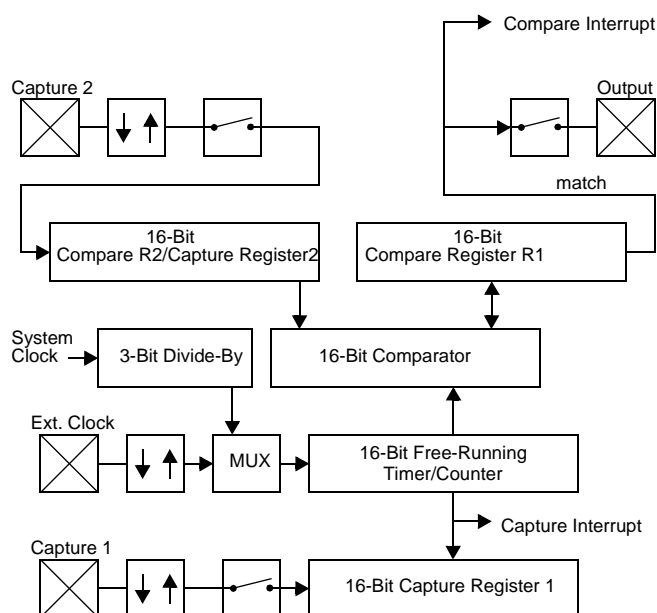 Compare Interrupt
Capture 2
Output
match
16-Bit
Compare R2/Capture Register2
16-Bit
Compare Register R1
System
Clock
3-Bit Divide-By
16-Bit Comparator
Ext. Clock
MUX
16-Bit Free-Running
Timer/Counter
Capture Interrupt
Capture 1
16-Bit Capture Register 1